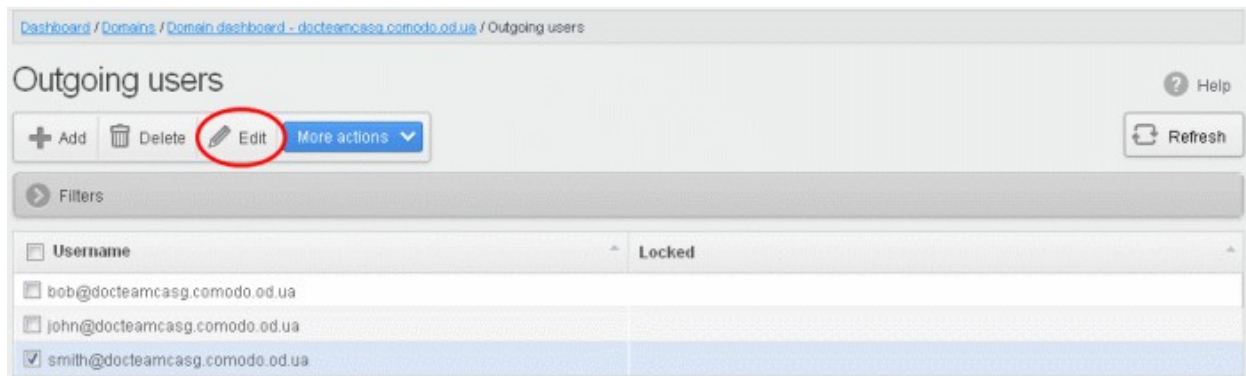 Dashboard / Domains / Domain dashboard - docteamcasg.comodo.od.ua / Outgoing users
Outgoing users
Help
Add Delete Edit More actions
Refresh
Filters
Username Locked
bob@docteamcasg.comodo.od.ua
john@docteamcasg.comodo.od.ua
smith@docteamcasg.comodo.od.ua